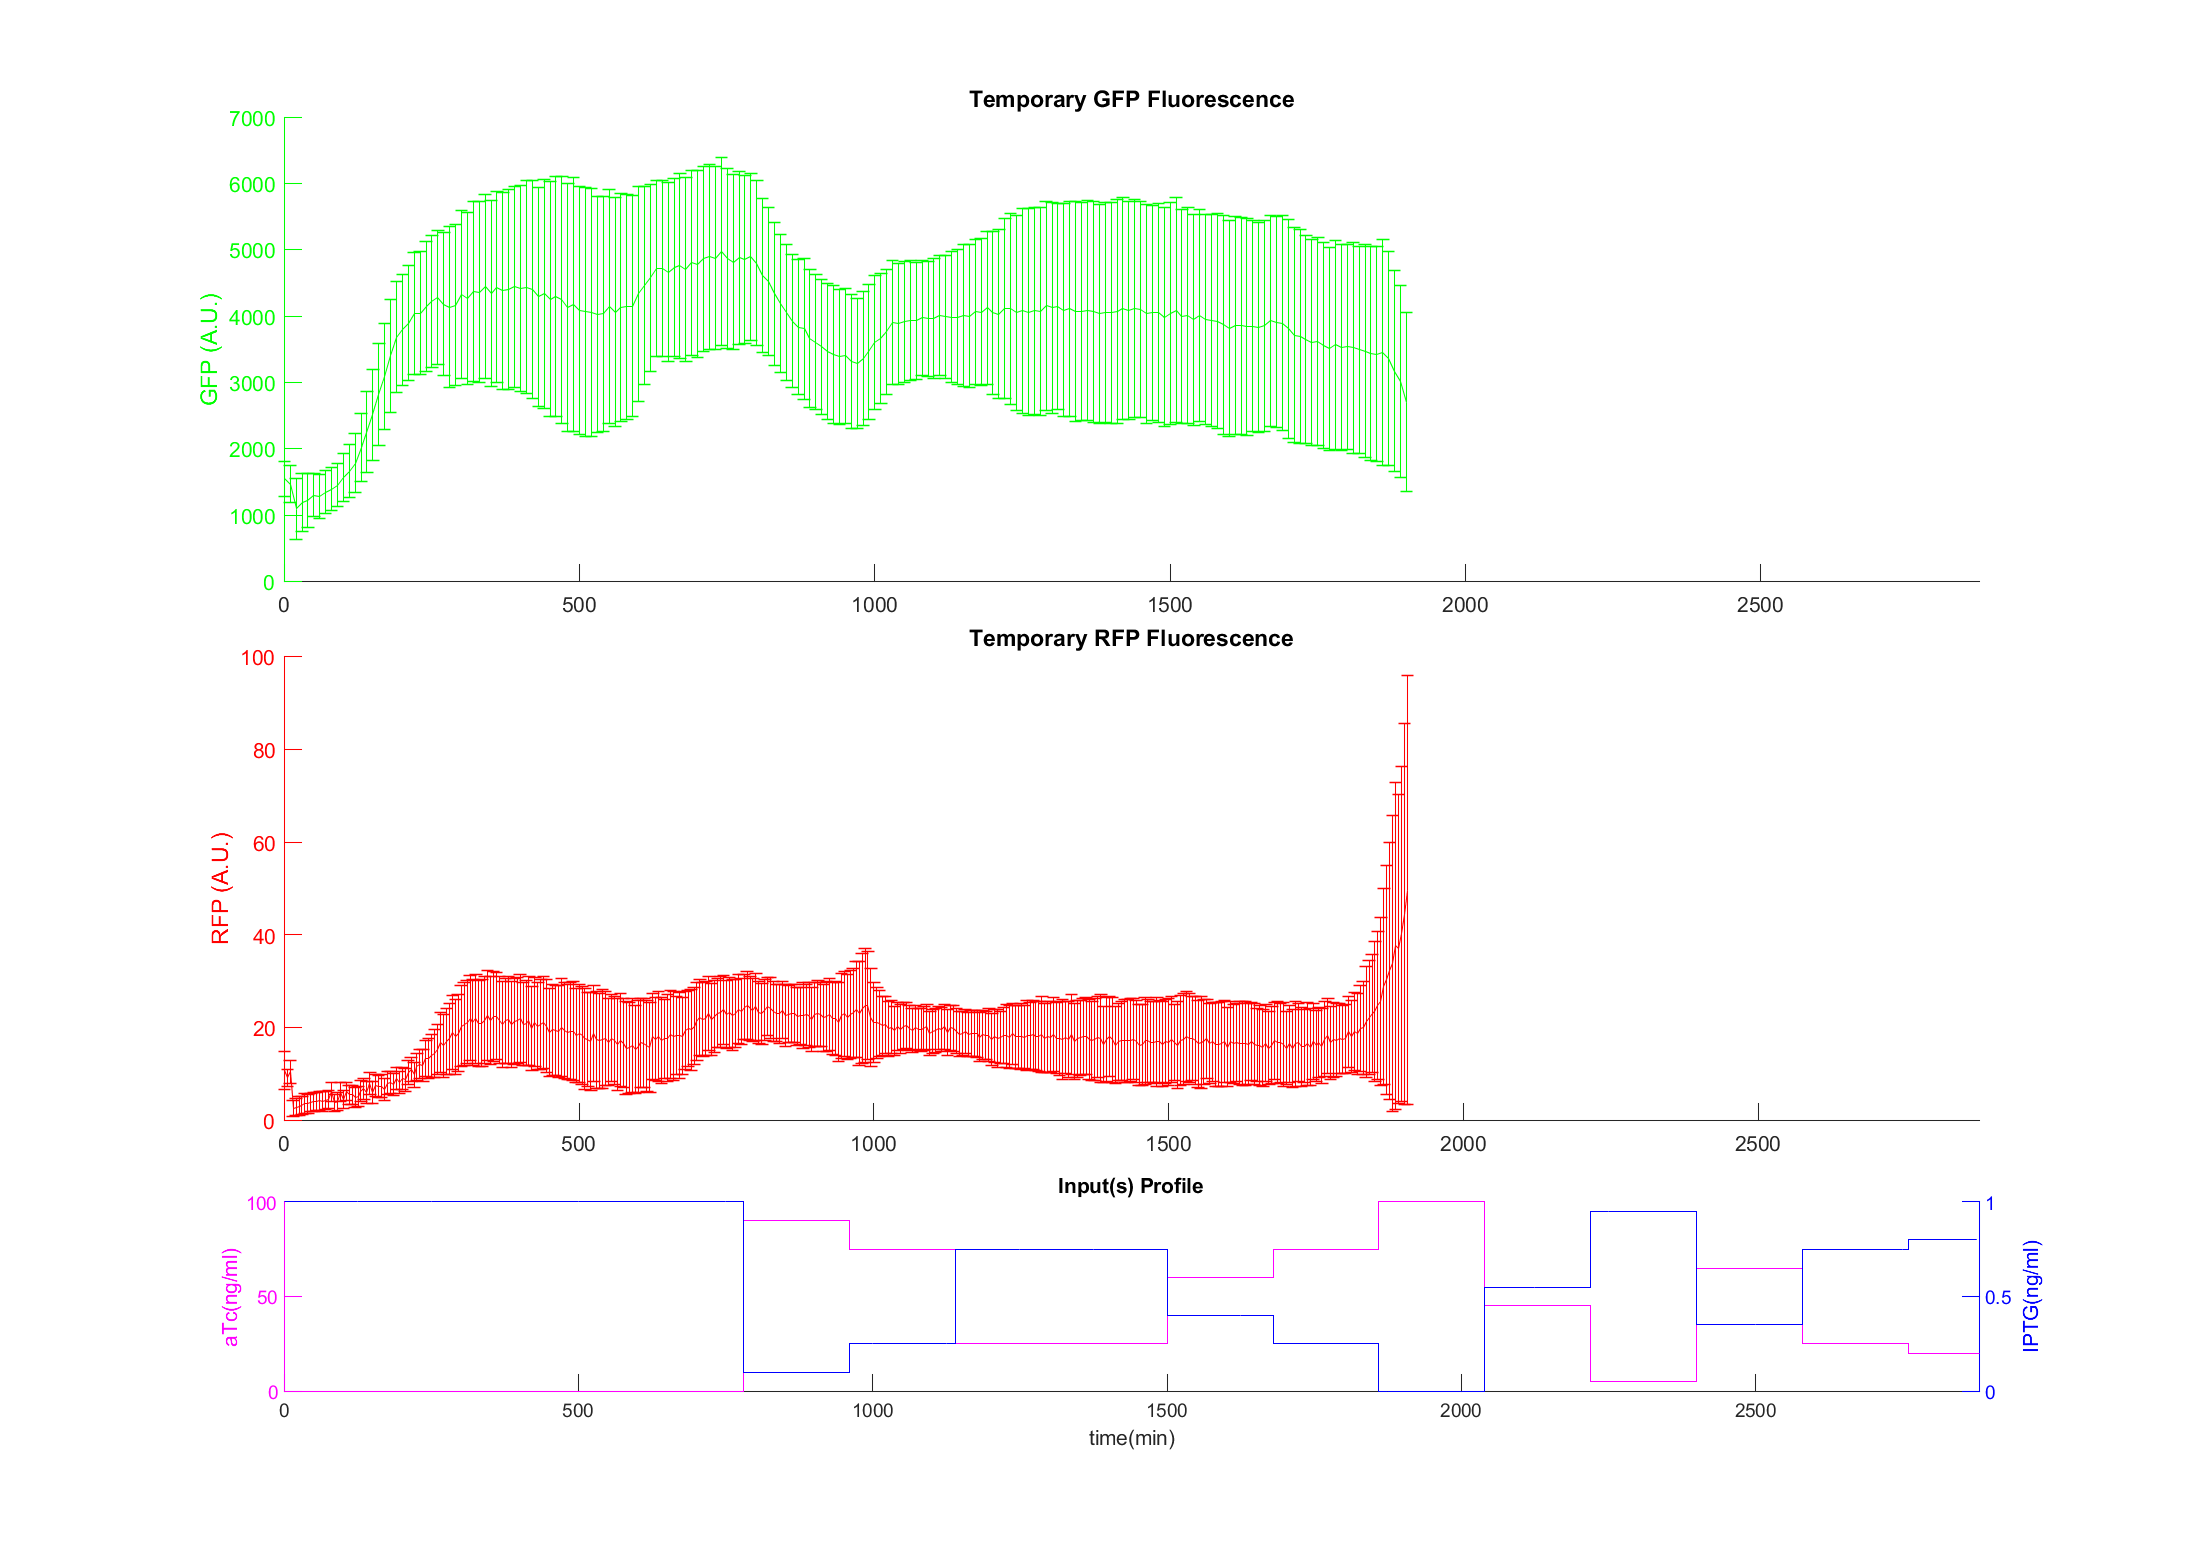 Temporary GFP Fluorescence
7000
6000
5000
4000
3000
2000
1000
0
GFP (A.U.)
0 500 1000 1500 2000 2500
Temporary RFP Fluorescence
100
80
60
40
20
0
RFP (A.U.)
0 500 1000 1500 2000 2500
Input(s) Profile
100
50
0
aTc(ng/ml)
1
0.5
0
IPTG(ng/ml)
0 500 1000 1500 2000 2500
time(min)